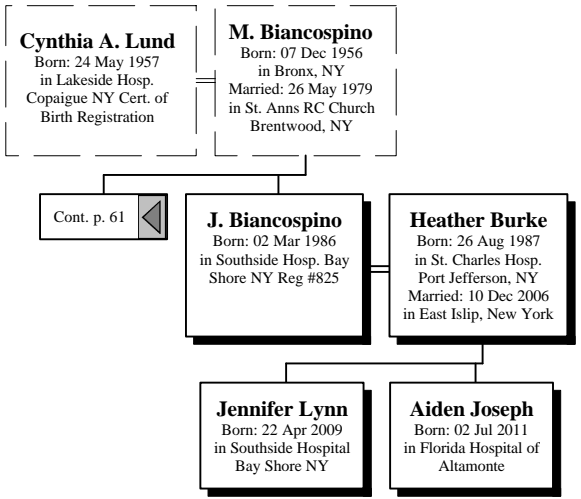 Cynthia A. Lund
Born: 24 May 1957
in Lakeside Hosp.
Copaigue NY Cert. of
Birth Registration
M. Biancospino
Born: 07 Dec 1956
in Bronx, NY
Married: 26 May 1979
in St. Anns RC Church
Brentwood, NY
Cont. p. 61
J. Biancospino
Born: 02 Mar 1986
in Southside Hosp. Bay
Shore NY Reg #825
Heather Burke
Born: 26 Aug 1987
in St. Charles Hosp.
Port Jefferson, NY
Married: 10 Dec 2006
in East Islip, New York
Jennifer Lynn
Born: 22 Apr 2009
in Southside Hospital
Bay Shore NY
Aiden Joseph
Born: 02 Jul 2011
in Florida Hospital of
Altamonte